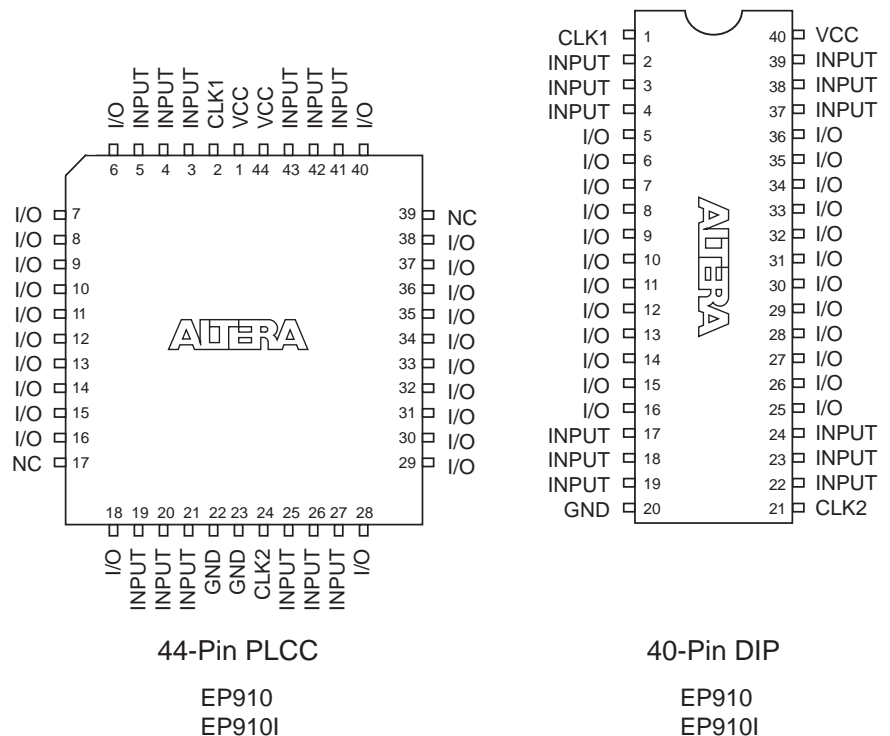 I/O INPUT INPUT INPUT CLK1 VCC VCC INPUT INPUT INPUT I/O
6 5 4 3 2 1 44 43 42 41 40
I/O 7
I/O 8
I/O 9
I/O 10
I/O 11
I/O 12
I/O 13
I/O 14
I/O 15
I/O 16
NC 17
ALTERA
39 NC
38 I/O
37 I/O
36 I/O
35 I/O
34 I/O
33 I/O
32 I/O
31 I/O
30 I/O
29 I/O
18 19 20 21 22 23 24 25 26 27 28
I/O INPUT INPUT INPUT GND GND CLK2 INPUT INPUT INPUT I/O
44-Pin PLCC
EP910
EP910I
CLK1 1 40 VCC
INPUT 2 39 INPUT
INPUT 3 38 INPUT
INPUT 4 37 INPUT
I/O 5 36 I/O
I/O 6 35 I/O
I/O 7 34 I/O
I/O 8 33 I/O
I/O 9 32 I/O
I/O 10 31 I/O
I/O 11 30 I/O
I/O 12 29 I/O
I/O 13 28 I/O
I/O 14 27 I/O
I/O 15 26 I/O
I/O 16 25 I/O
INPUT 17 24 INPUT
INPUT 18 23 INPUT
INPUT 19 22 INPUT
GND 20 21 CLK2
ALTERA
40-Pin DIP
EP910
EP910I